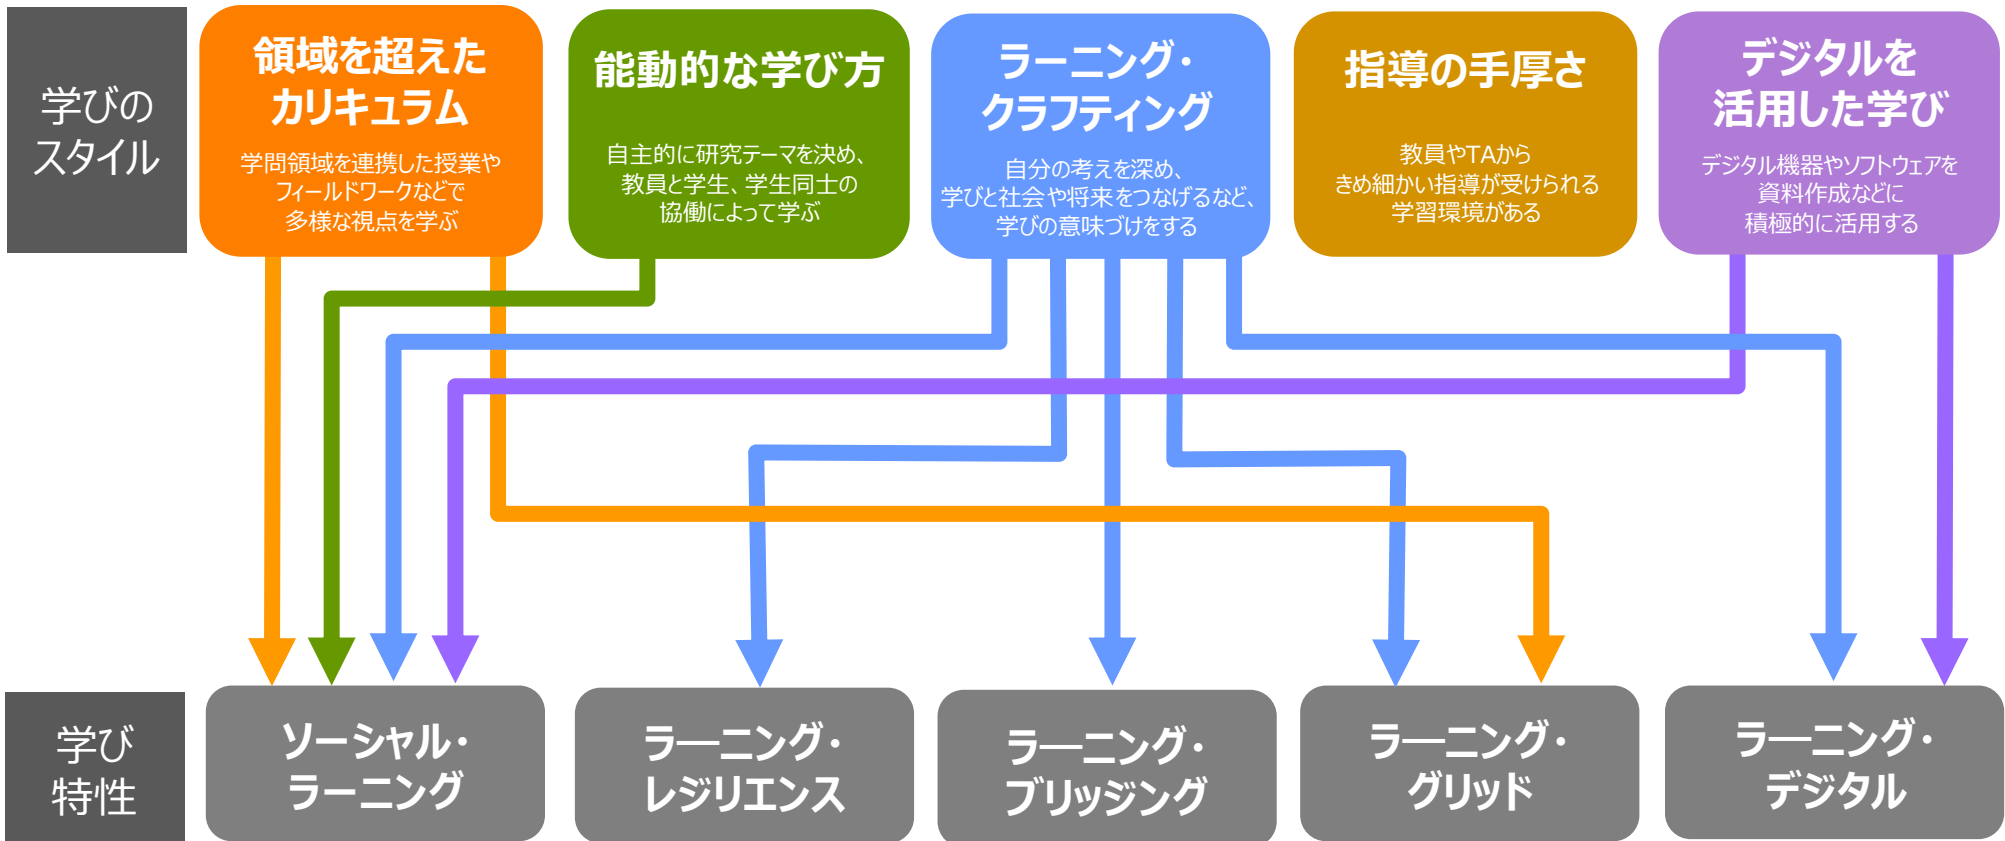 学びの
スタイル
領域を超えた
カリキュラム
学問領域を連携した授業や
フィールドワークなどで
多様な視点を学ぶ
能動的な学び方
自主的に研究テーマを決め、
教員と学生、学生同士の
協働によって学ぶ
ラーニング・
クラフティング
自分の考えを深め、
学びと社会や将来をつなげるなど、
学びの意味づけをする
指導の手厚さ
教員やTAから
きめ細かい指導が受けられる
学習環境がある
デジタルを
活用した学び
デジタル機器やソフトウェアを
資料作成などに
積極的に活用する
学び
特性
ソーシャル・
ラーニング
ラ―ニング・
レジリエンス
ラ―ニング・
ブリッジング
ラ―ニング・
グリッド
ラ―ニング・
デジタル